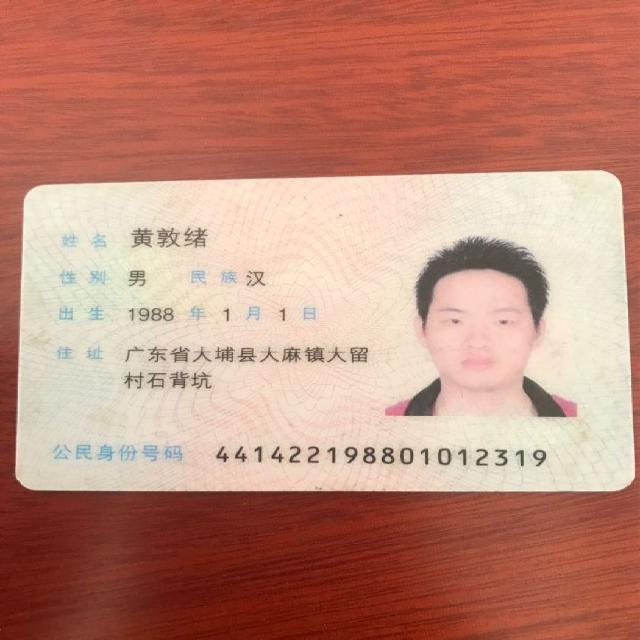 姓名 黄敦绪
性别 男 民族 汉
出生 1988 年 1 月 1 日
住址 广东省大埔县大麻镇大留
村石背坑
公民身份号码 441422198801012319